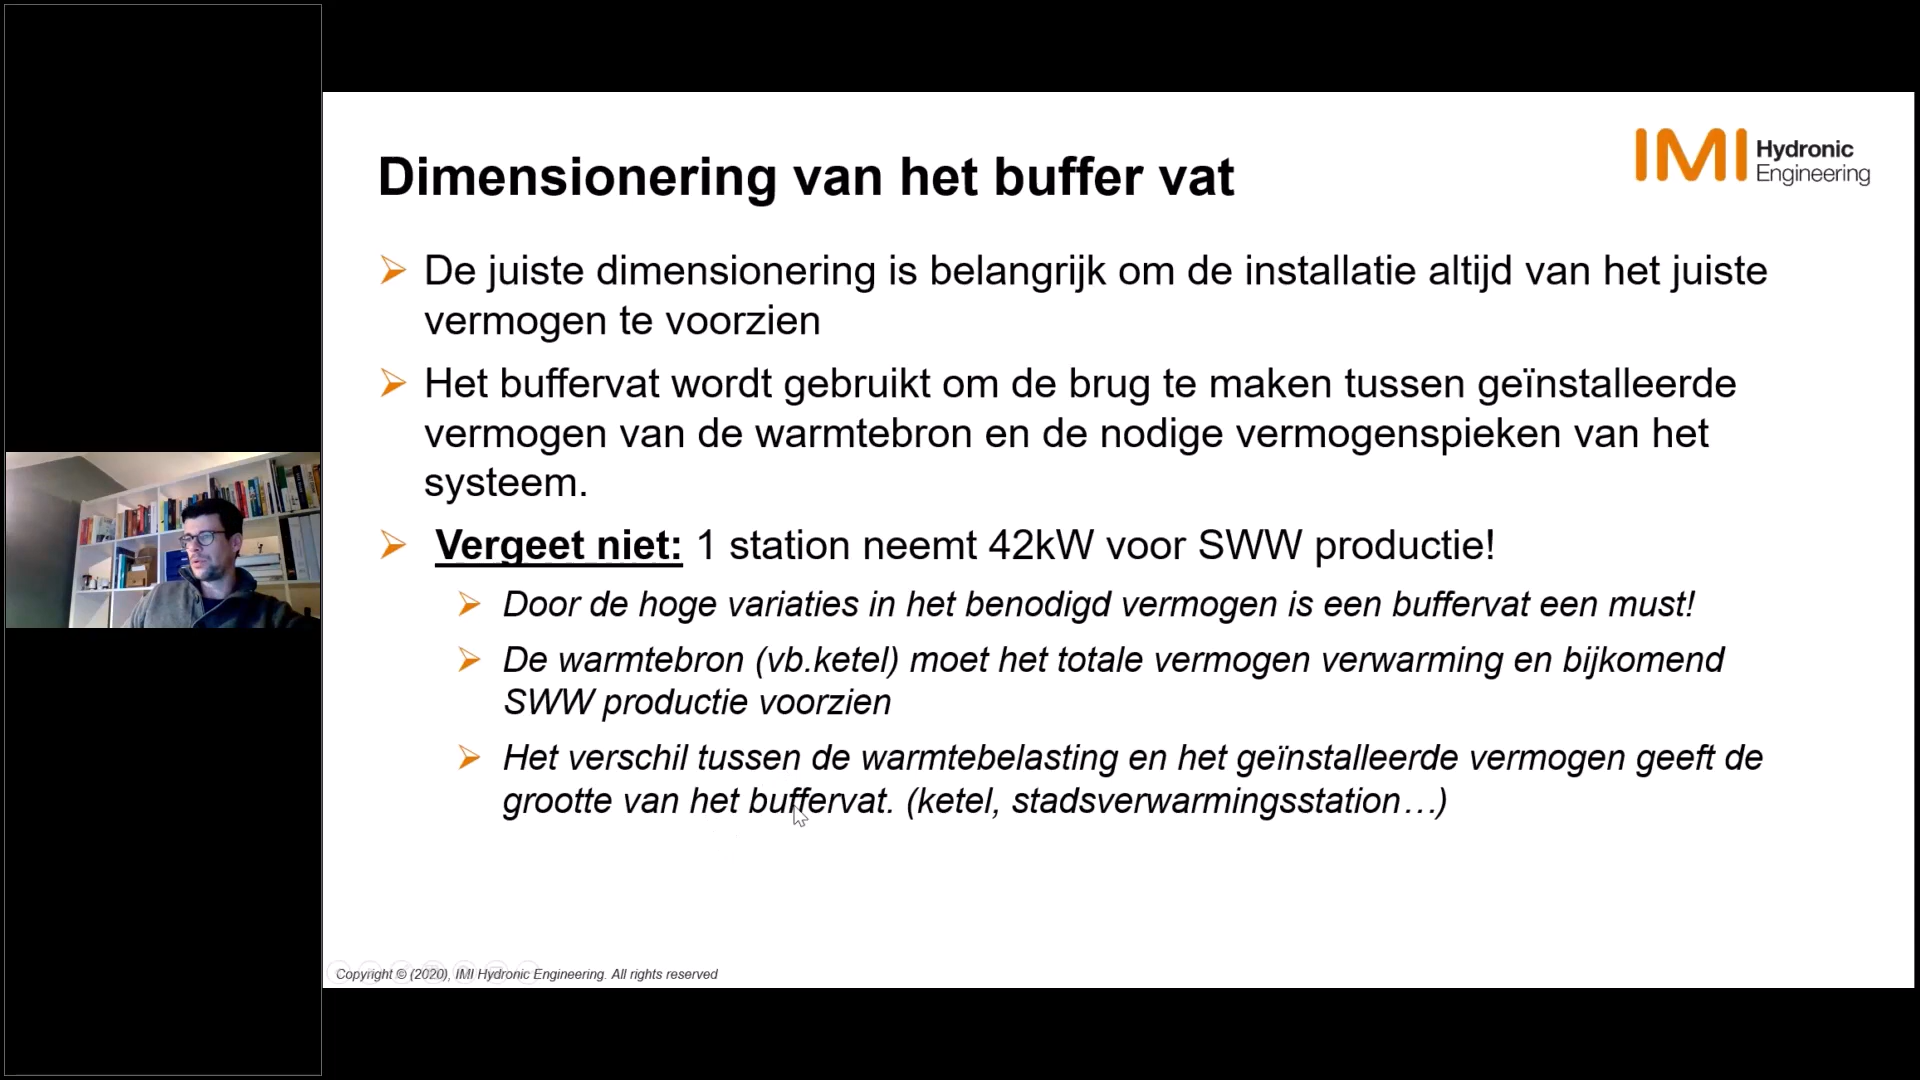 Dimensionering van het buffer vat
IMI Hydronic
Engineering
De juiste dimensionering is belangrijk om de installatie altijd van het juiste
vermogen te voorzien
Het buffervat wordt gebruikt om de brug te maken tussen geïnstalleerde
vermogen van de warmtebron en de nodige vermogenspieken van het
systeem.
Vergeet niet: 1 station neemt 42kW voor SWW productie!
Door de hoge variaties in het benodigd vermogen is een buffervat een must!
De warmtebron (vb.ketel) moet het totale vermogen verwarming en bijkomend
SWW productie voorzien
Het verschil tussen de warmtebelasting en het geïnstalleerde vermogen geeft de
grootte van het buffervat. (ketel, stadsverwarmingsstation…)
Copyright © (2020), IMI Hydronic Engineering. All rights reserved